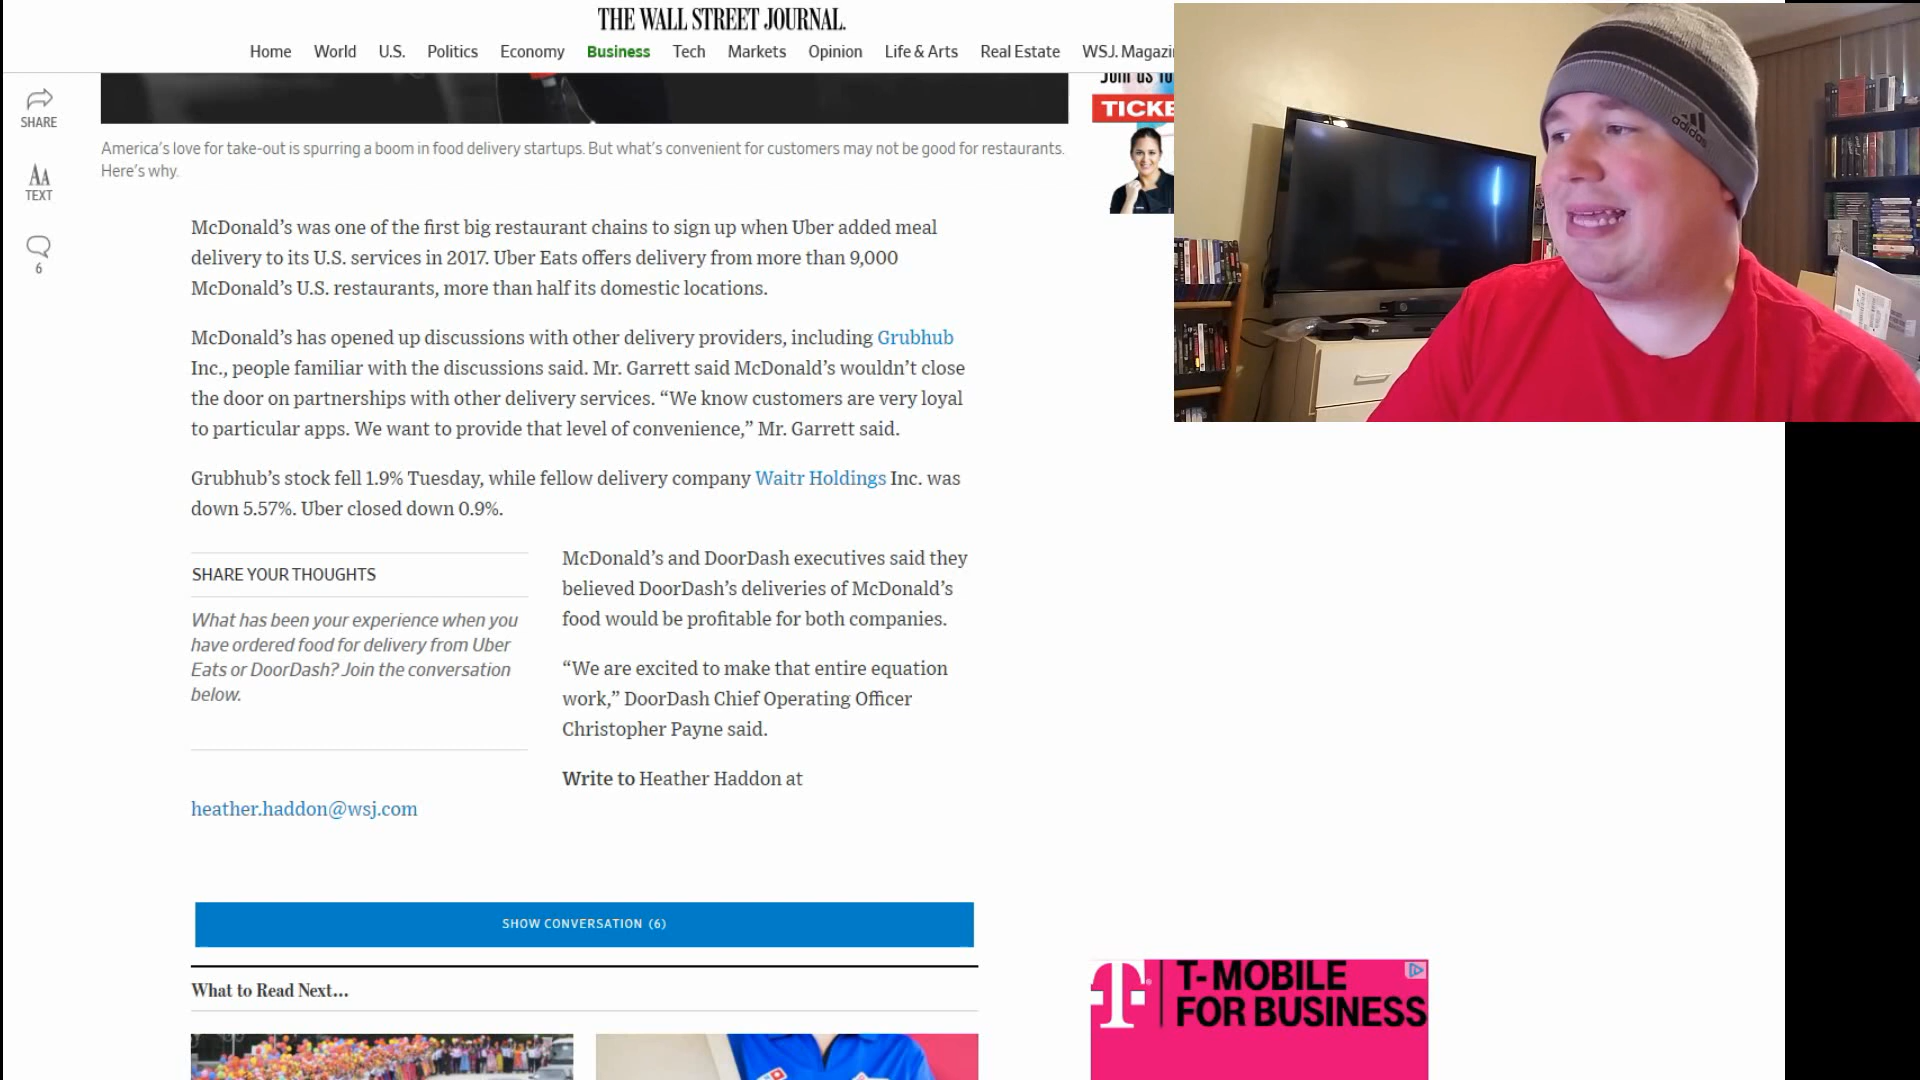 THE WALL STREET JOURNAL.
Home World U.S. Politics Economy Business Tech Markets Opinion Life & Arts Real Estate WSJ.
SHARE
TEXT
6
America's love for take-out is spurring a boom in food delivery startups. But what's convenient for customers may not be good for restaurants.
Here's why.
McDonald's was one of the first big restaurant chains to sign up when Uber added meal
delivery to its U.S. services in 2017. Uber Eats offers delivery from more than 9,000
McDonald's U.S. restaurants, more than half its domestic locations.
McDonald's has opened up discussions with other delivery providers, including Grubhub
Inc., people familiar with the discussions said. Mr. Garrett said McDonald's wouldn't close
the door on partnerships with other delivery services. “We know customers are very loyal
to particular apps. We want to provide that level of convenience,” Mr. Garrett said.
Grubhub's stock fell 1.9% Tuesday, while fellow delivery company Waitr Holdings Inc. was
down 5.57%. Uber closed down 0.9%.
SHARE YOUR THOUGHTS
What has been your experience when you
have ordered food for delivery from Uber
Eats or DoorDash? Join the conversation
below.
McDonald's and DoorDash executives said they
believed DoorDash's deliveries of McDonald's
food would be profitable for both companies.
“We are excited to make that entire equation
work,” DoorDash Chief Operating Officer
Christopher Payne said.
Write to Heather Haddon at
heather.haddon@wsj.com
SHOW CONVERSATION (6)
What to Read Next...
Join us
adidas
T-MOBILE
FOR BUSINESS